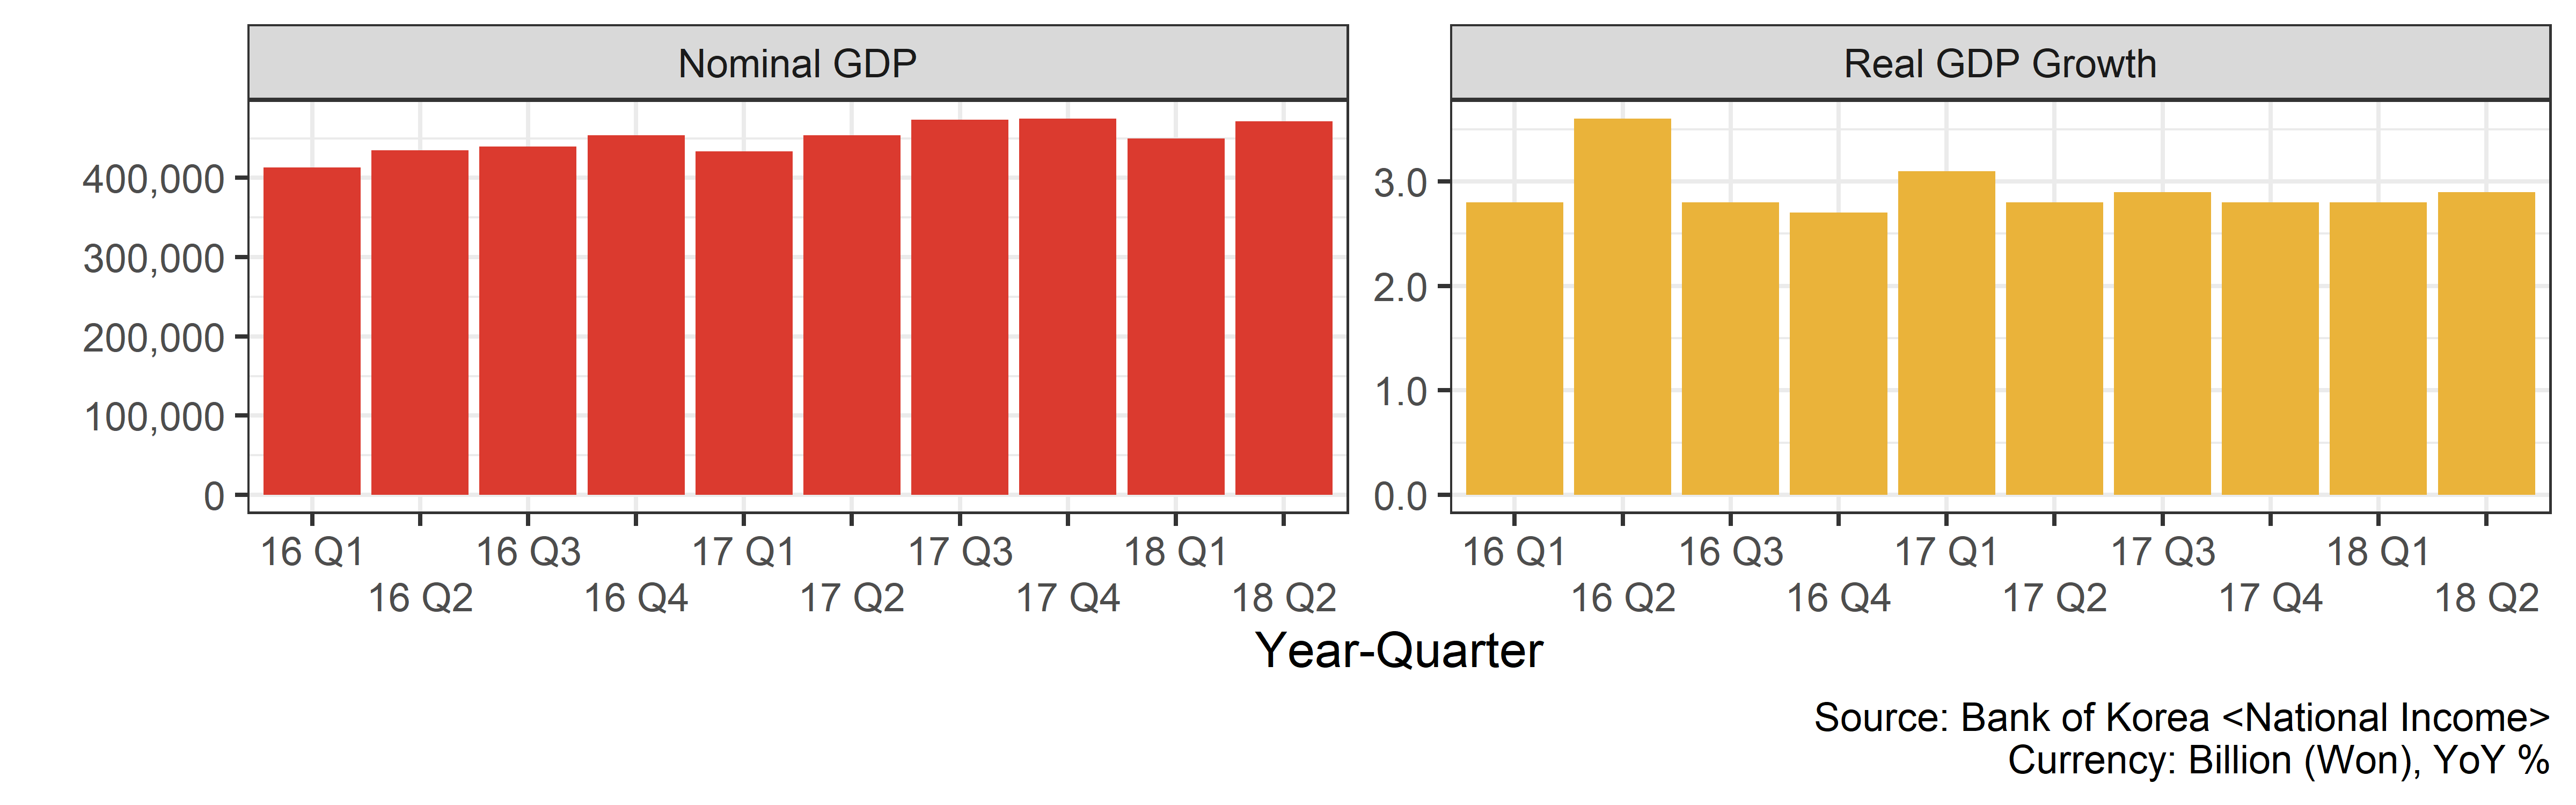 Nominal GDP
400,000
300,000
200,000
100,000
0
16 Q1 16 Q3 17 Q1 17 Q3 18 Q1
16 Q2 16 Q4 17 Q2 17 Q4 18 Q2
Real GDP Growth
3.0
2.0
1.0
0.0
16 Q1 16 Q3 17 Q1 17 Q3 18 Q1
16 Q2 16 Q4 17 Q2 17 Q4 18 Q2
Year-Quarter
Source: Bank of Korea <National Income>
Currency: Billion (Won), YoY %